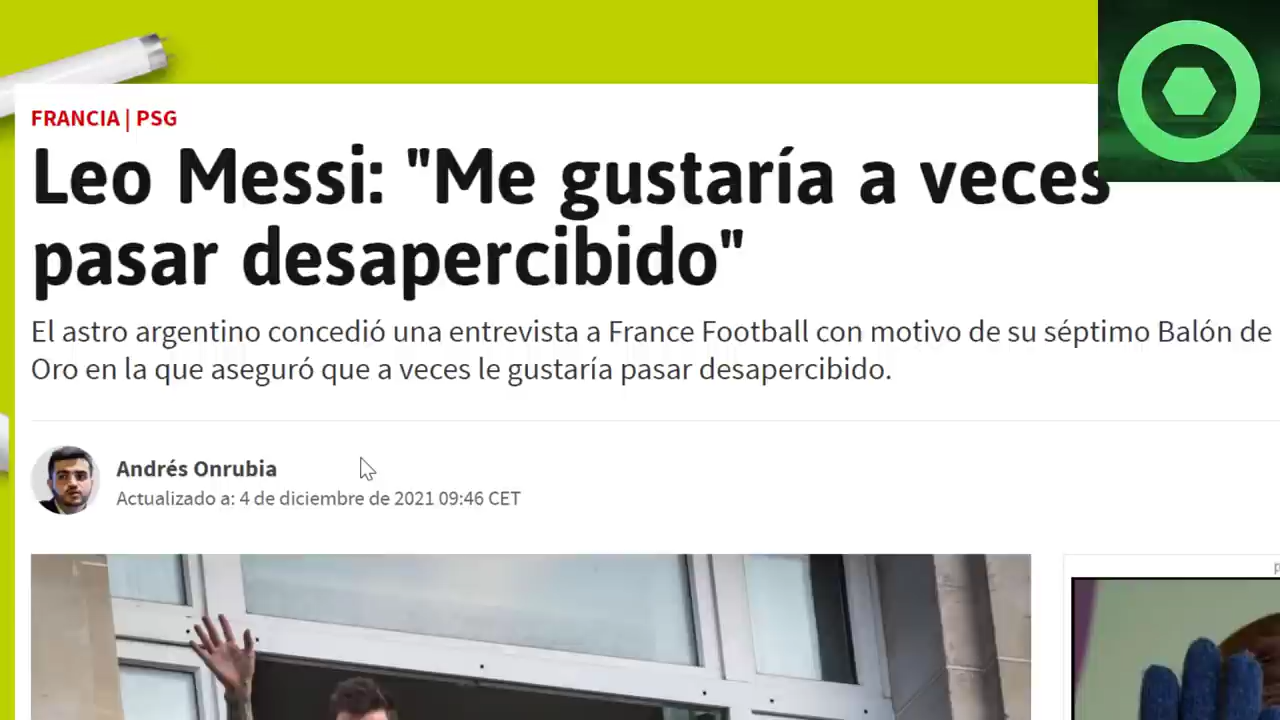 FRANCIA | PSG
Leo Messi: "Me gustaría a veces
pasar desapercibido"
El astro argentino concedió una entrevista a France Football con motivo de su séptimo Balón de
Oro en la que aseguró que a veces le gustaría pasar desapercibido.
Andrés Onrubia
Actualizado a: 4 de diciembre de 2021 09:46 CET